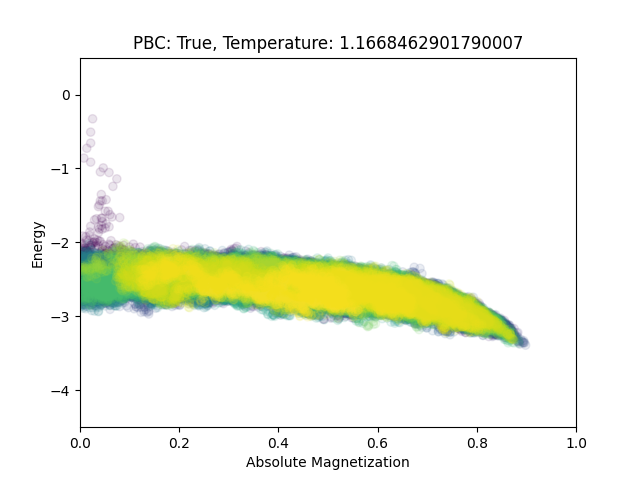 PBC: True, Temperature: 1.1668462901790007
0
−1
−2
−3
−4
Energy
0.0 0.2 0.4 0.6 0.8 1.0
Absolute Magnetization